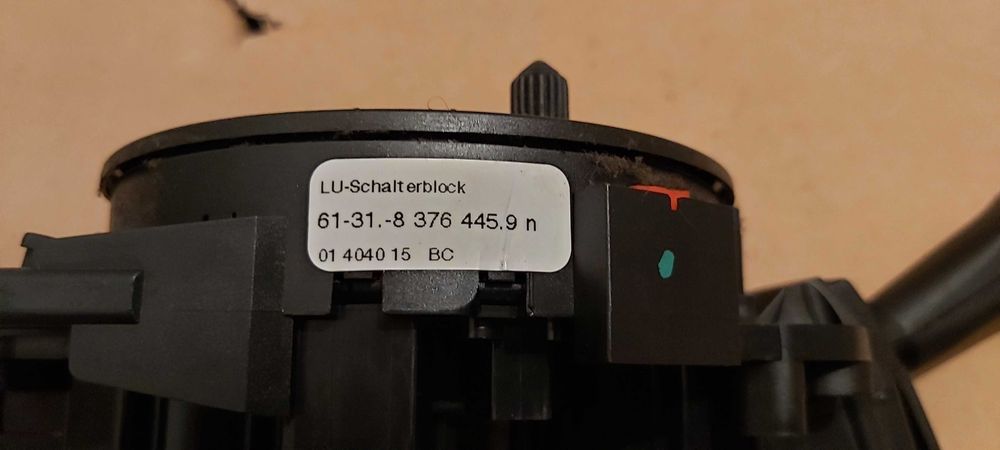 LU-Schalterblock
61-31.-8 376 445.9 n
01 4040 15 BC